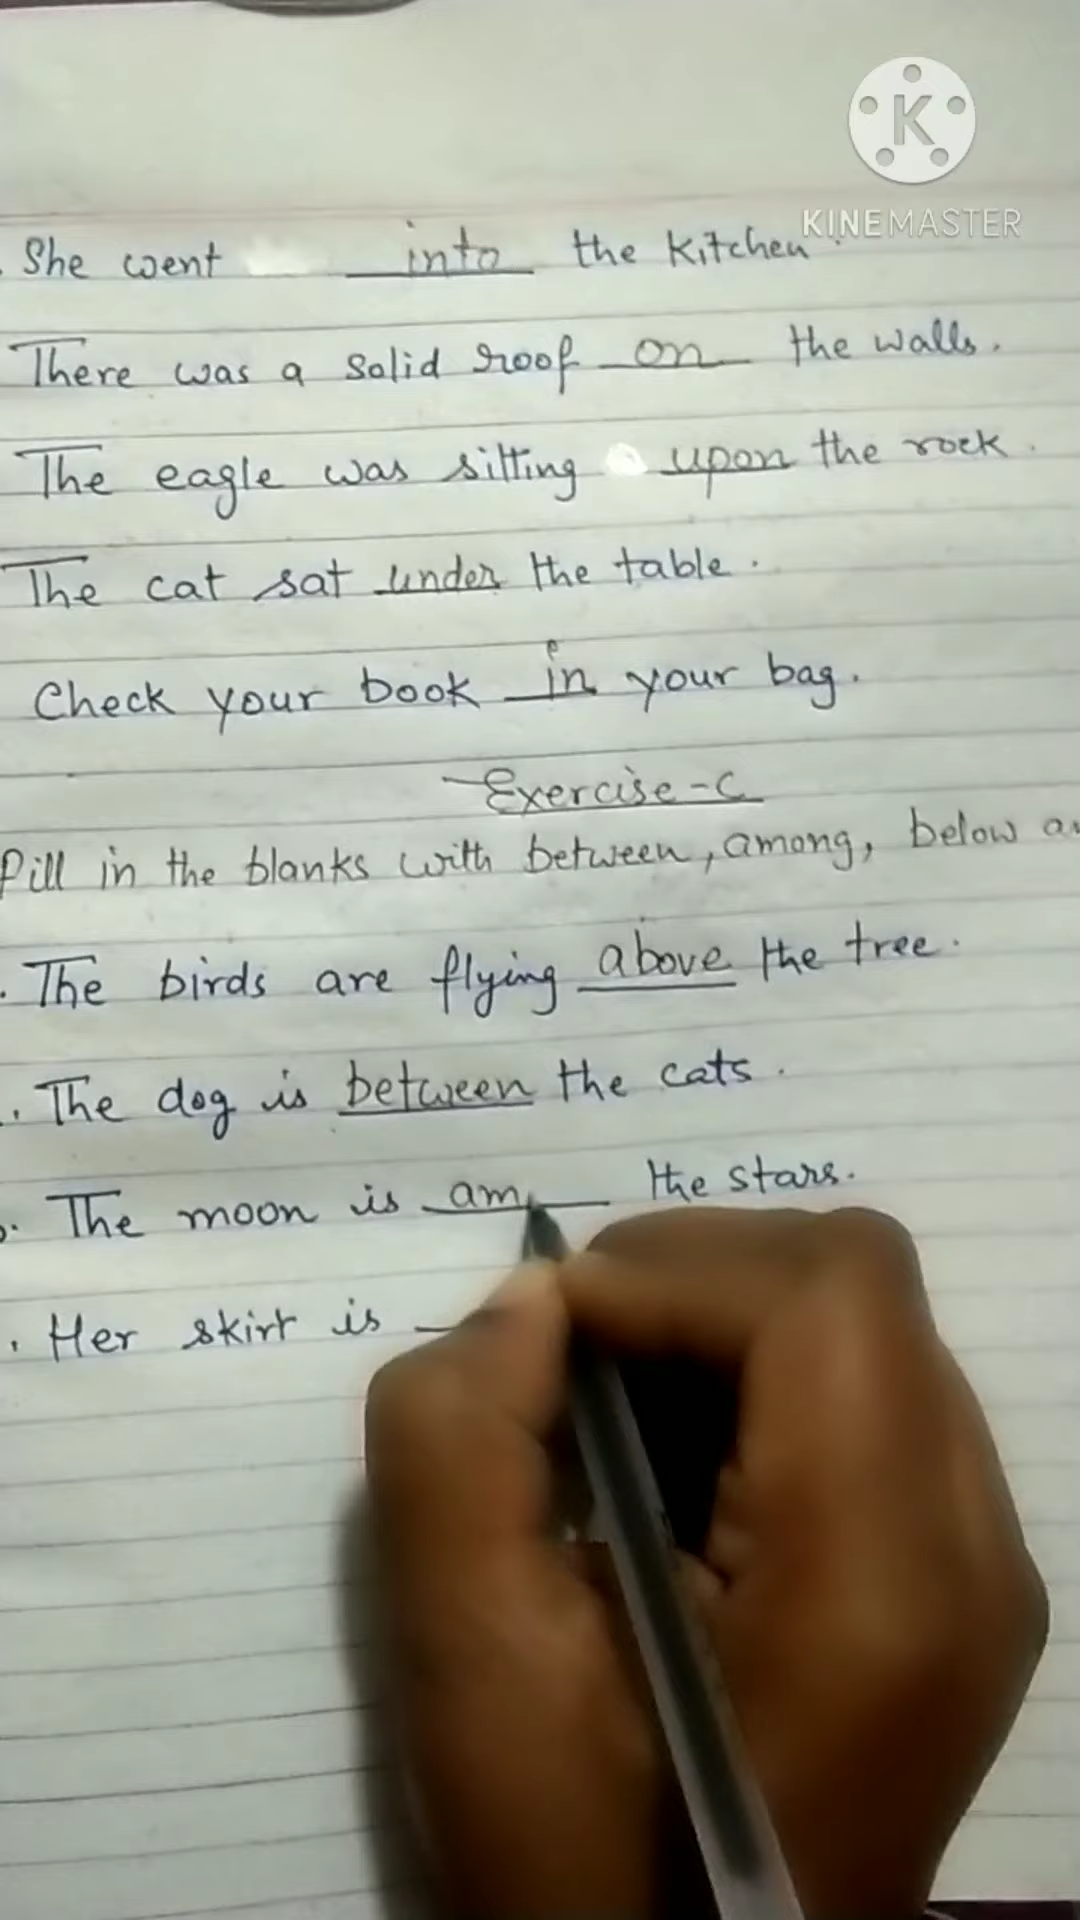 K
KINEMASTER
She went into the Kitchen.
There was a solid roof on the walls.
The eagle was sitting upon the rock.
The cat sat under the table.
Check your book in your bag.
Exercise-C
Fill in the blanks with between, among, below
The birds are flying above the tree.
The dog is between the cats.
The moon is am the stars.
Her skirt is